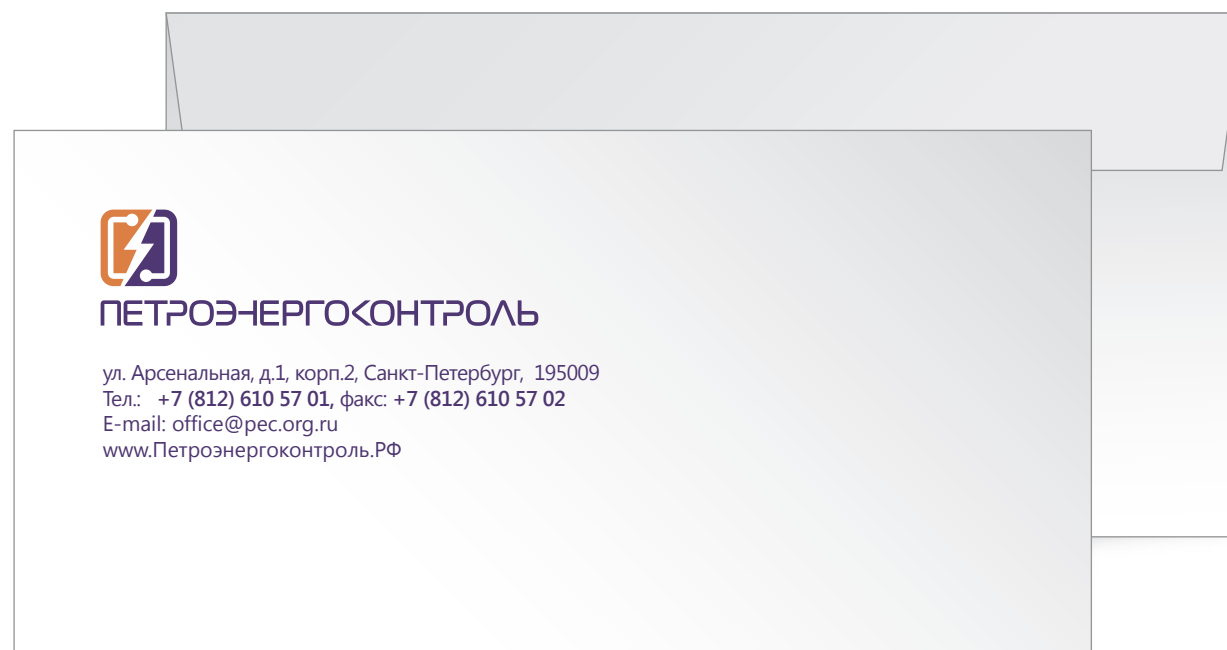 ПЕТРОЭНЕРГОКОНТРОЛЬ
ул. Арсенальная, д.1, корп.2, Санкт-Петербург, 195009
Тел.: +7 (812) 610 57 01, факс: +7 (812) 610 57 02
E-mail: office@pec.org.ru
www.Петроэнергоконтроль.РФ